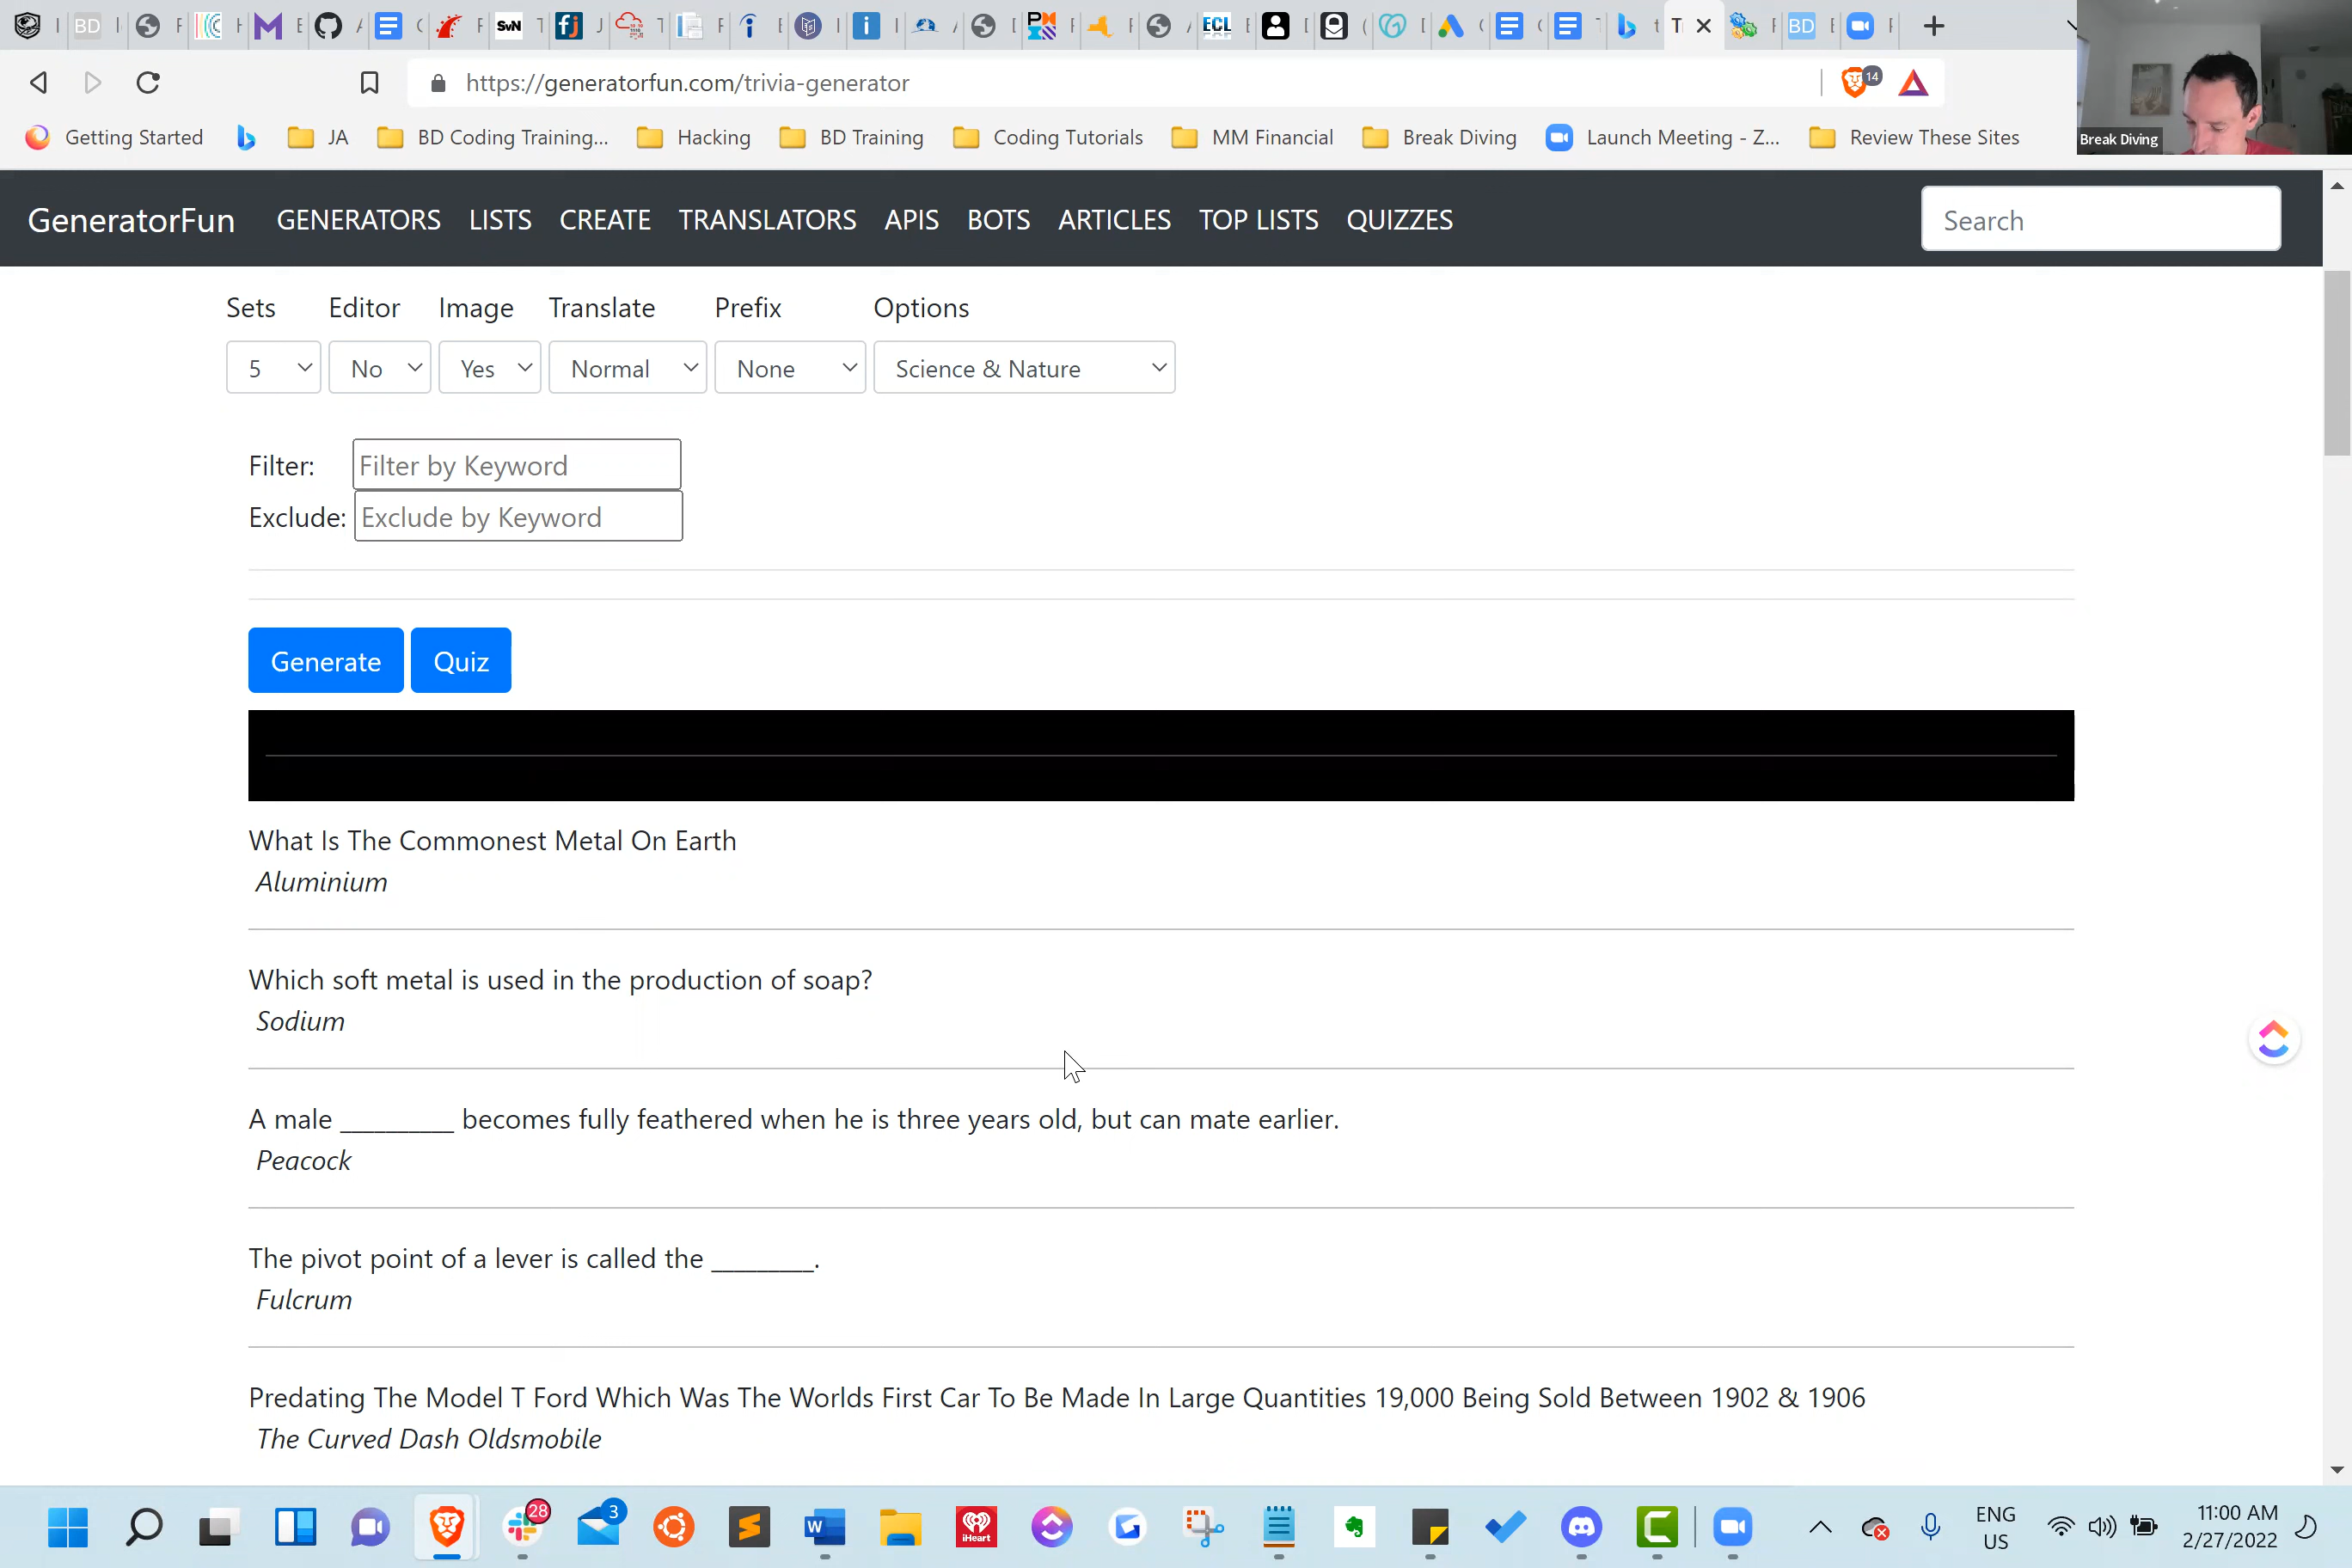 https://generatorfun.com/trivia-generator
14
Break Diving
Getting Started
JA
BD Coding Training...
Hacking
BD Training
Coding Tutorials
MM Financial
Break Diving
Launch Meeting - Z...
Review These Sites
GeneratorFun
GENERATORS
LISTS
CREATE
TRANSLATORS
APIS
BOTS
ARTICLES
TOP LISTS
QUIZZES
Search
Sets
Editor
Image
Translate
Prefix
Options
5
No
Yes
Normal
None
Science & Nature
Filter:
Filter by Keyword
Exclude:
Exclude by Keyword
Generate
Quiz
What Is The Commonest Metal On Earth
Aluminium
Which soft metal is used in the production of soap?
Sodium
A male __________ becomes fully feathered when he is three years old, but can mate earlier.
Peacock
The pivot point of a lever is called the _________.
Fulcrum
Predating The Model T Ford Which Was The Worlds First Car To Be Made In Large Quantities 19,000 Being Sold Between 1902 & 1906
The Curved Dash Oldsmobile
28
3
iHeart
ENG
US
11:00 AM
2/27/2022